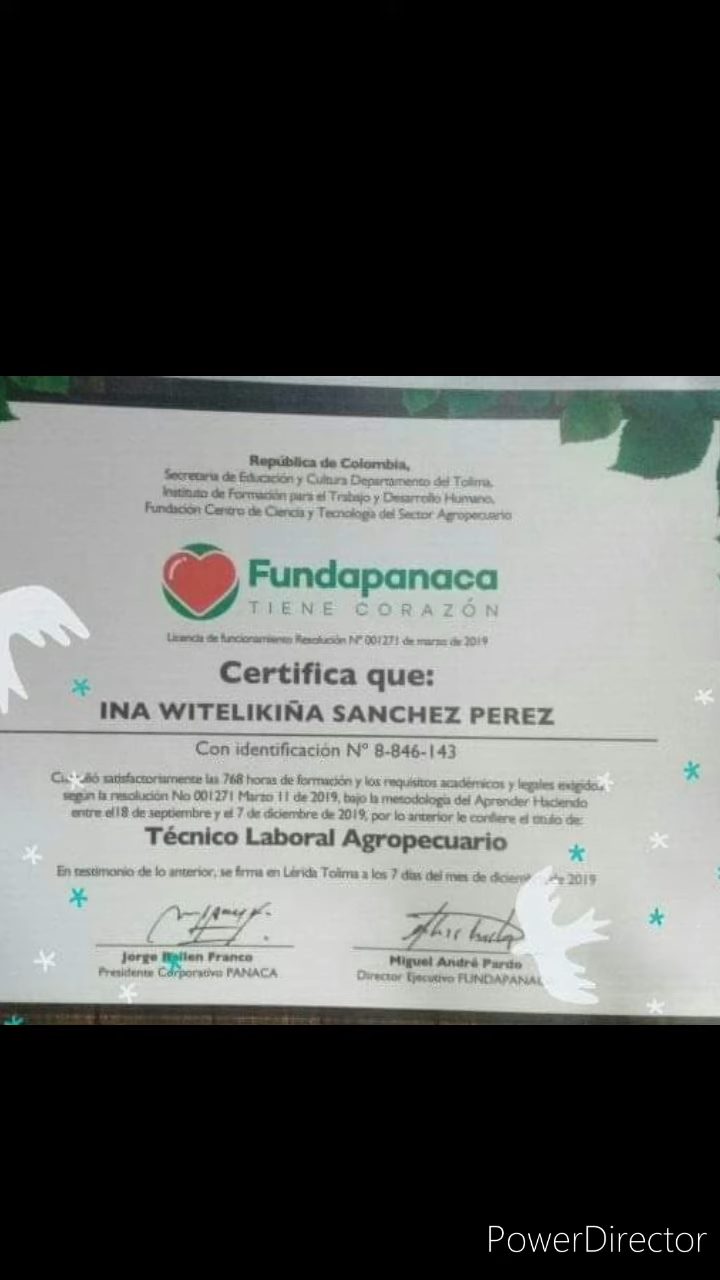 República de Colombia,
Secretaria de Educación y Cultura Departamento del Tolima,
Instituto de Formación para el Trabajo y Desarrollo Humano,
Fundación Centro de Ciencia y Tecnología del Sector Agropecuario
Fundapanaca
TIENE CORAZÓN
Licencia de funcionamiento Resolución Nº 001271 de marzo de 2019
Certifica que:
INA WITELIKIÑA SANCHEZ PEREZ
Con identificación Nº 8-846-143
satisfactoriamente las 768 horas de formación y los requisitos académicos y legales exigidos
según la resolución No 001271 Marzo 11 de 2019, bajo la metodología del Aprender Haciendo
entre el 18 de septiembre y el 7 de diciembre de 2019, por lo anterior le confiere el título de:
Técnico Laboral Agropecuario
En testimonio de lo anterior, se firma en Lérida Tolima a los 7 días del mes de 2019
Jorge Franco
Miguel André Pardo
Presidente Corporativo PANACA
Director Ejecutivo
PowerDirector